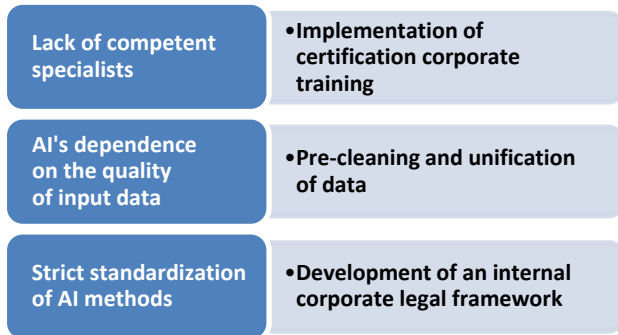 Lack of competent
specialists
•Implementation of
certification corporate
training
AI's dependence
on the quality
of input data
•Pre-cleaning and unification
of data
Strict standardization
of AI methods
•Development of an internal
corporate legal framework